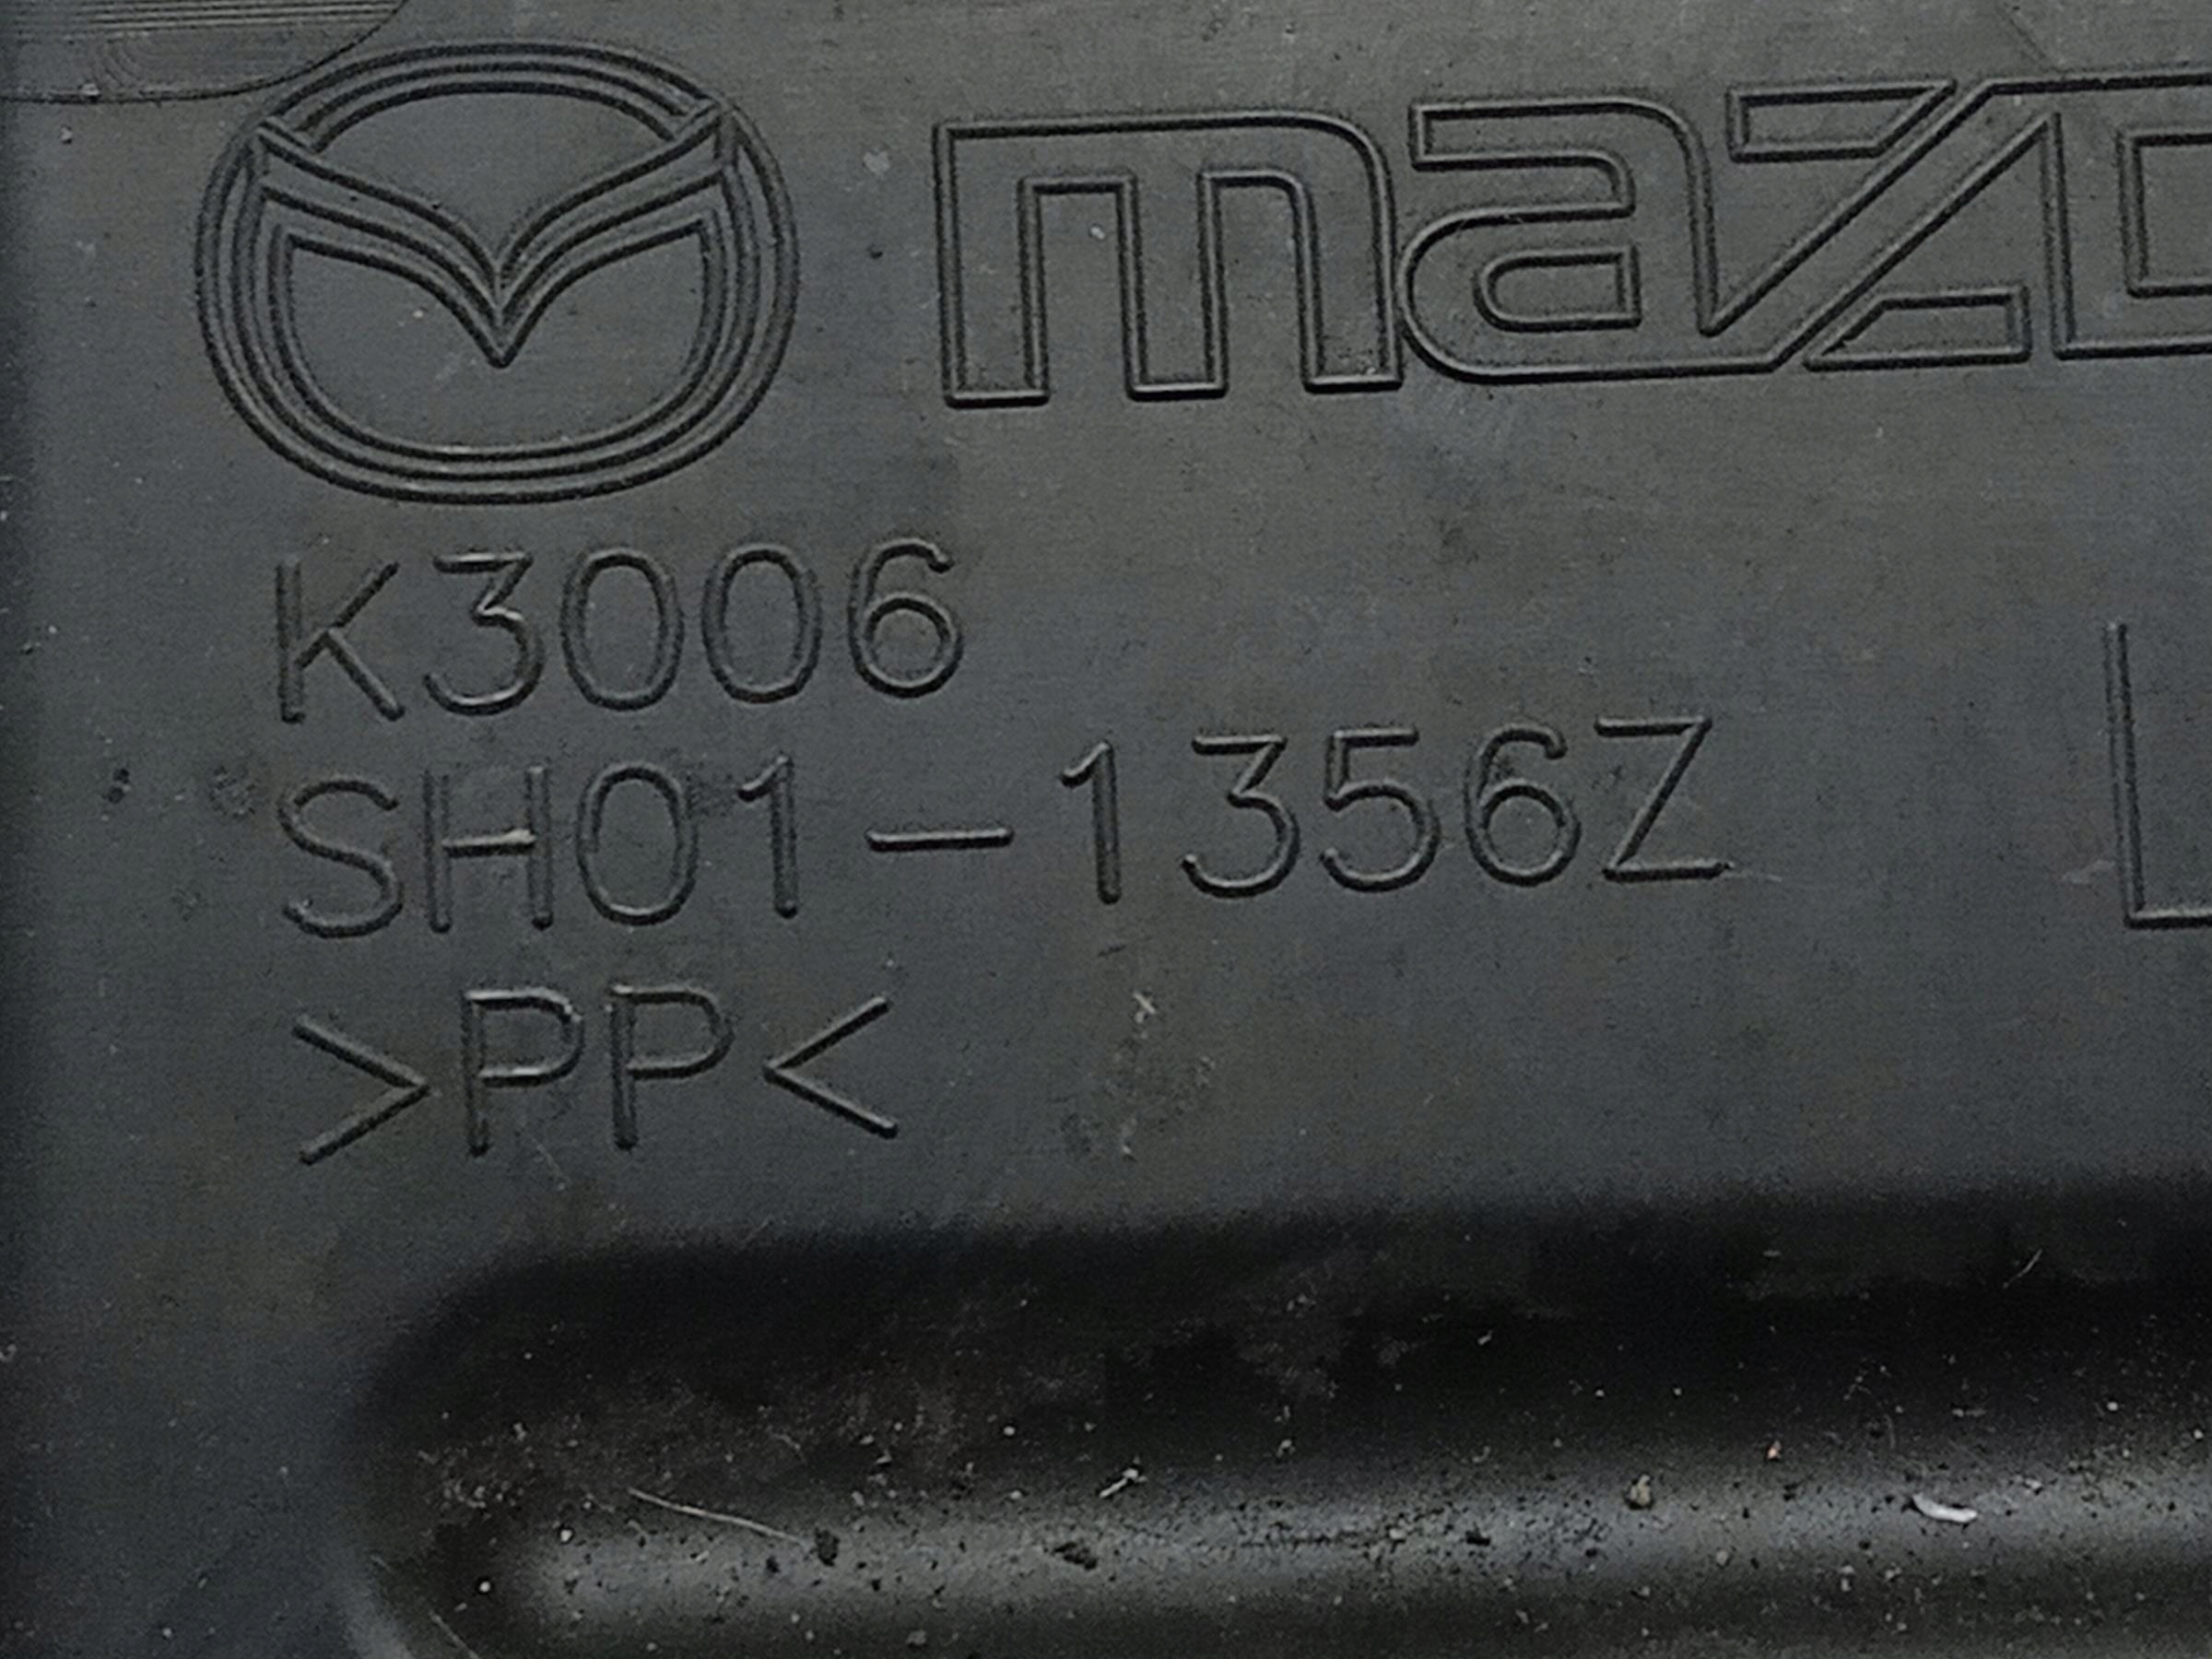 mazd
K3006
SH01-1356Z
L
>PP<